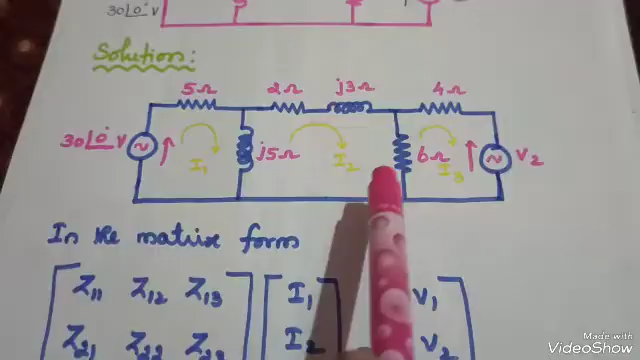 30∠0° V
Solution:
5Ω 2Ω j3Ω 4Ω
30∠0° V I1 j5Ω I2 6Ω I3 V2
In the matrix form
Z11 Z12 Z13 I1 V1
Z21 Z22 Z23 I2 V2
Made with
VideoShow